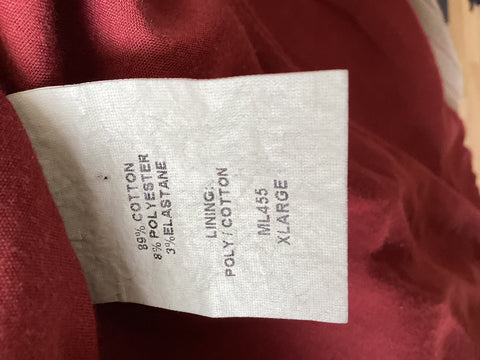 89% COTTON
8% POLYESTER
3% ELASTANE
LINING:
POLY / COTTON
ML455
XLARGE